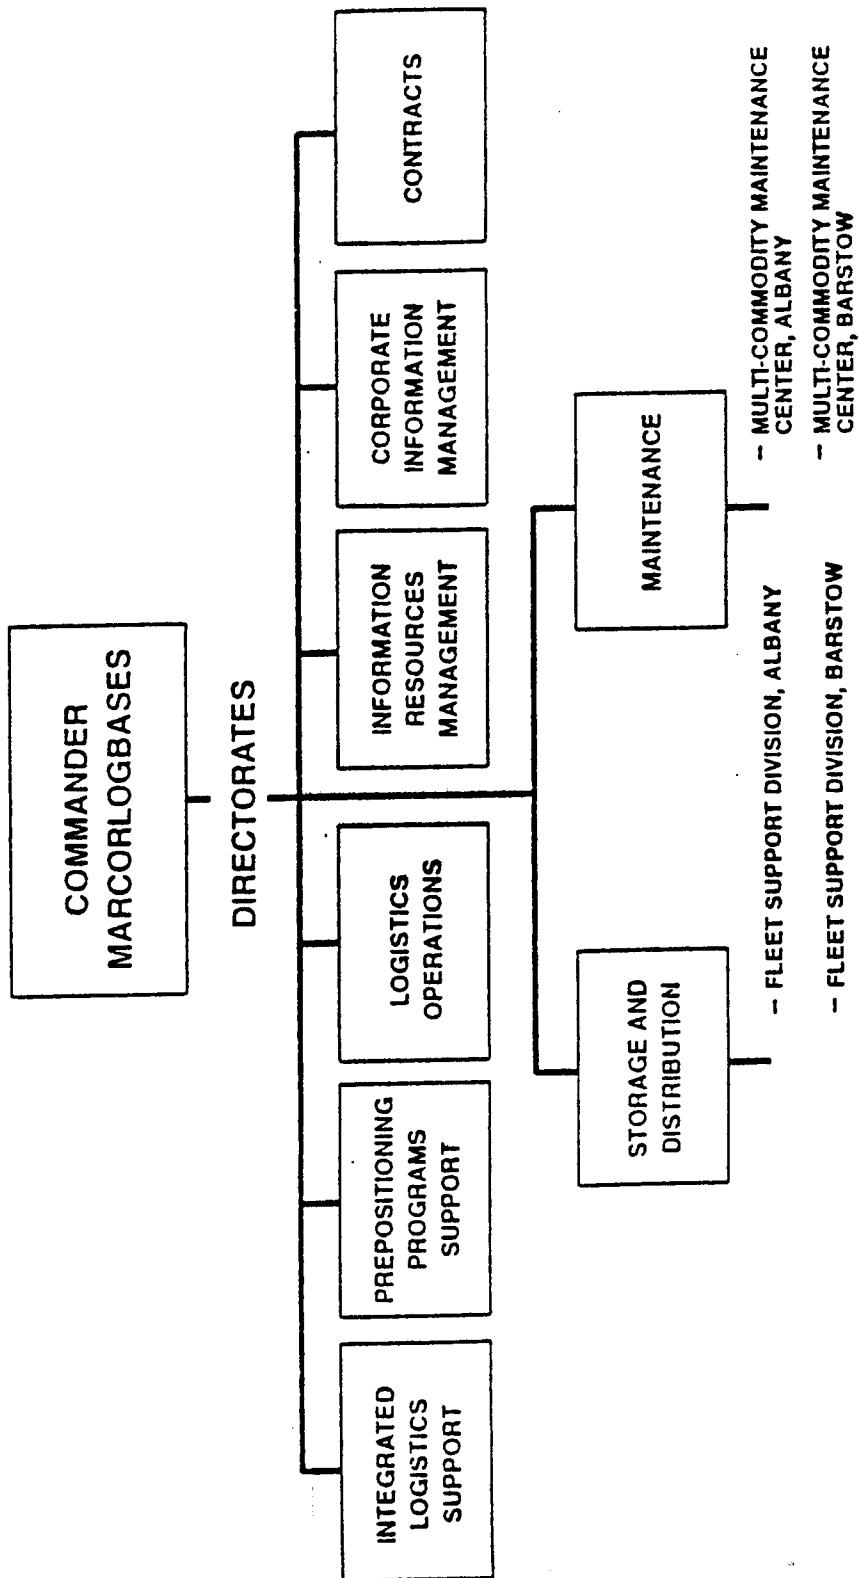 COMMANDER
MARCORLOGBASES
DIRECTORATES
INTEGRATED
LOGISTICS
SUPPORT
PREPOSITIONING
PROGRAMS
SUPPORT
LOGISTICS
OPERATIONS
INFORMATION
RESOURCES
MANAGEMENT
CORPORATE
INFORMATION
MANAGEMENT
CONTRACTS
STORAGE AND
DISTRIBUTION
– FLEET SUPPORT DIVISION, ALBANY
– FLEET SUPPORT DIVISION, BARSTOW
MAINTENANCE
– MULTI-COMMODITY MAINTENANCE
CENTER, ALBANY
– MULTI-COMMODITY MAINTENANCE
CENTER, BARSTOW